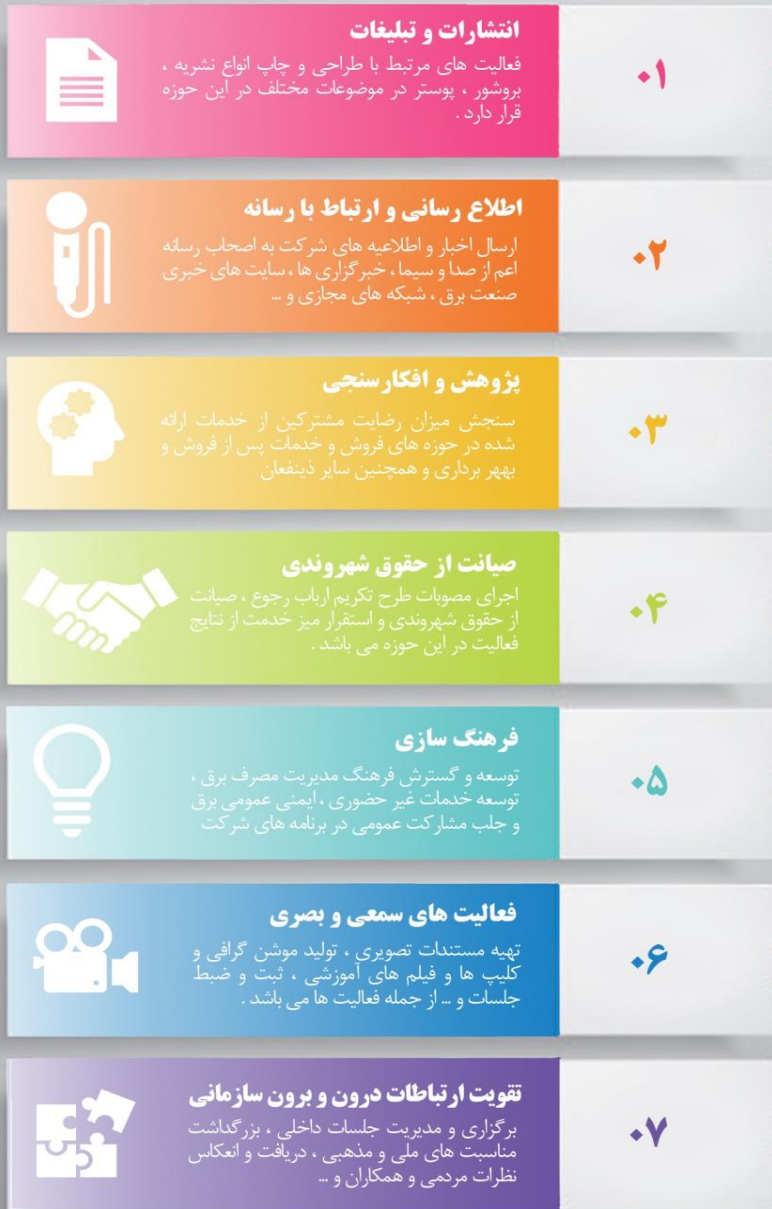 ۰۱
انتشارات و تبلیغات
فعالیت های مرتبط با طراحی و چاپ انواع نشریه ،
بروشور ، پوستر در موضوعات مختلف در این حوزه
قرار دارد .
۰۲
اطلاع رسانی و ارتباط با رسانه
ارسال اخبار و اطلاعیه های شرکت به اصحاب رسانه
اعم از صدا و سیما ، خبرگزاری ها ، سایت های خبری
صنعت برق ، شبکه های مجازی و ...
۰۳
پژوهش و افکارسنجی
سنجش میزان رضایت مشترکین از خدمات ارائه
شده در حوزه های فروش و خدمات پس از فروش و
بههر برداری و همچنین سایر ذینفعان
۰۴
صیانت از حقوق شهروندی
اجرای مصوبات طرح تکریم ارباب رجوع ، صیانت
از حقوق شهروندی و استقرار میز خدمت از نتایج
فعالیت در این حوزه می باشد .
۰۵
فرهنگ سازی
توسعه و گسترش فرهنگ مدیریت مصرف برق ،
توسعه خدمات غیر حضوری ، ایمنی عمومی برق
و جلب مشارکت عمومی در برنامه های شرکت
۰۶
فعالیت های سمعی و بصری
تهیه مستندات تصویری ، تولید موشن گرافی و
کلیپ ها و فیلم های آموزشی ، ثبت و ضبط
جلسات و ... از جمله فعالیت ها می باشد .
۰۷
تقویت ارتباطات درون و برون سازمانی
برگزاری و مدیریت جلسات داخلی ، بزرگداشت
مناسبت های ملی و مذهبی ، دریافت و انعکاس
نظرات مردمی و همکاران و ...